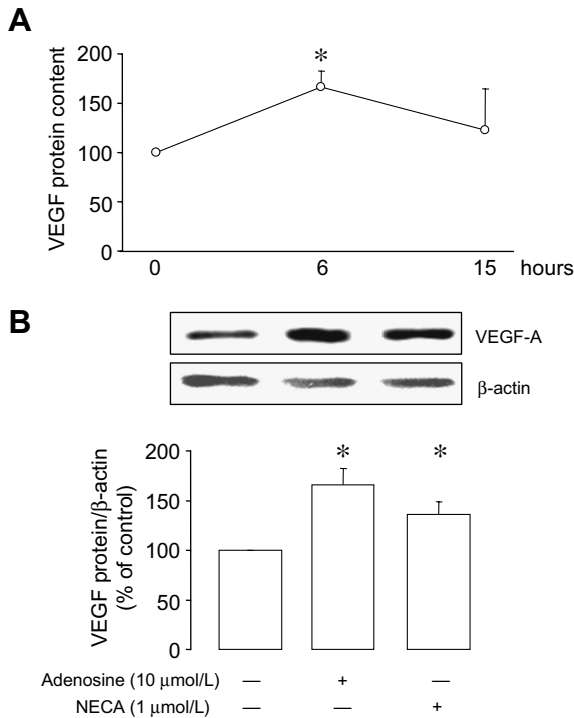 A
200
*
150
100
50
0
VEGF protein content
0 6 15 hours
B
VEGF-A
β-actin
200
* *
150
100
50
0
VEGF protein/β-actin
(% of control)
Adenosine (10 μmol/L) — + —
NECA (1 μmol/L) — — +